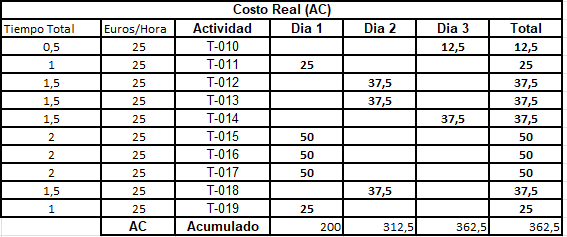 Costo Real (AC)
Tiempo Total Euros/Hora Actividad Dia 1 Dia 2 Dia 3 Total
0,5 25 T-010 12,5 12,5
1 25 T-011 25 25
1,5 25 T-012 37,5 37,5
1,5 25 T-013 37,5 37,5
1,5 25 T-014 37,5 37,5
2 25 T-015 50 50
2 25 T-016 50 50
2 25 T-017 50 50
1,5 25 T-018 37,5 37,5
1 25 T-019 25 25
AC Acumulado 200 312,5 362,5 362,5